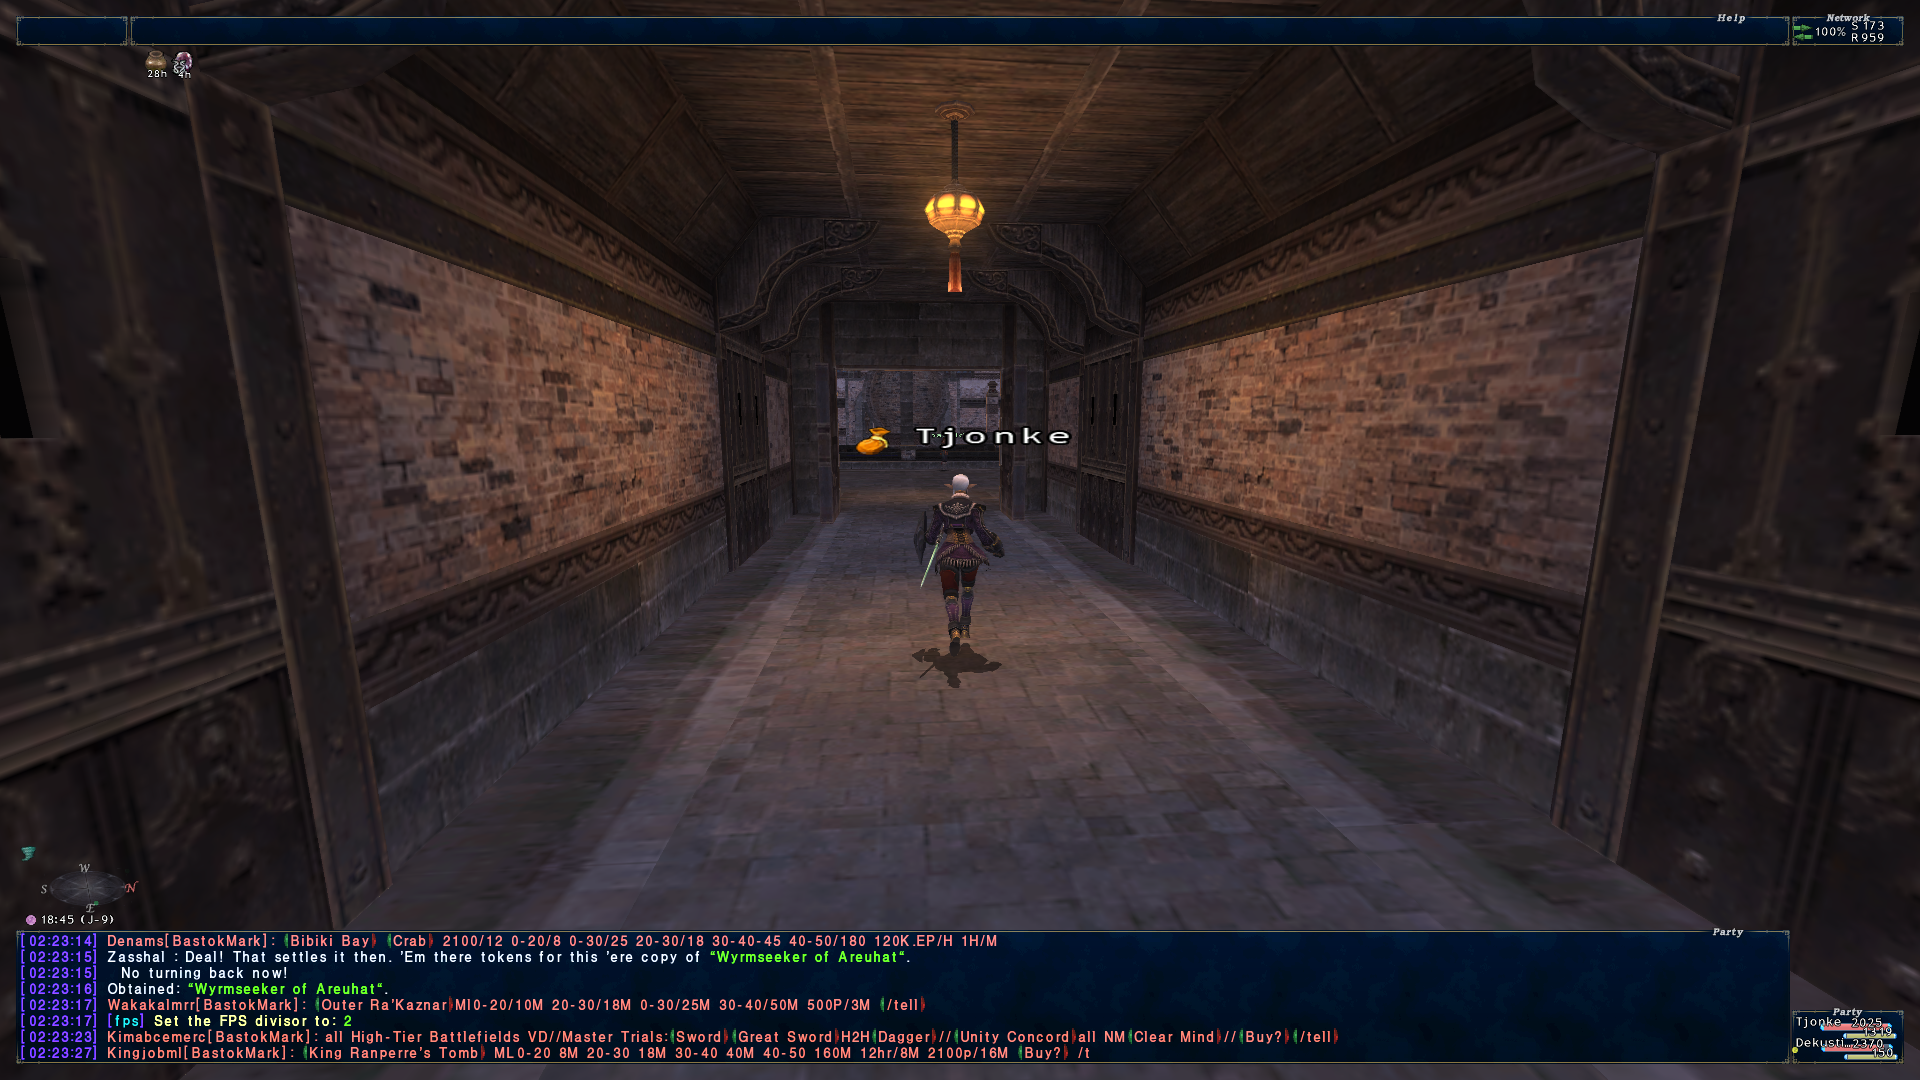 Help
Network
100% S 173
R 959
28h 4h
Tjonke
W
S N
E
18:45 (J-9)
Party
[02:23:14] Denams[BastokMark]: (Bibiki Bay) (Crab) 2100/12 0-20/8 0-30/25 20-30/18 30-40-45 40-50/180 120K.EP/H 1H/M
[02:23:15] Zasshal : Deal! That settles it then. 'Em there tokens for this 'ere copy of “Wyrmseeker of Areuhat“.
[02:23:15] No turning back now!
[02:23:16] Obtained: “Wyrmseeker of Areuhat“.
[02:23:17] Wakakalmrr[BastokMark]: (Outer Ra'Kaznar)Ml0-20/10M 20-30/18M 0-30/25M 30-40/50M 500P/3M (/tell)
[02:23:17] [fps] Set the FPS divisor to: 2
[02:23:23] Kimabcemerc[BastokMark]: all High-Tier Battlefields VD//Master Trials:(Sword)(Great Sword)H2H(Dagger)//(Unity Concord)all NM(Clear Mind)//(Buy?)(/tell)
[02:23:27] Kingjobml[BastokMark]: (King Ranperre's Tomb) ML0-20 8M 20-30 18M 30-40 40M 40-50 160M 12hr/8M 2100p/16M (Buy?) /t
Party
Tjonke 2025
1319
Dekusti 2370
150